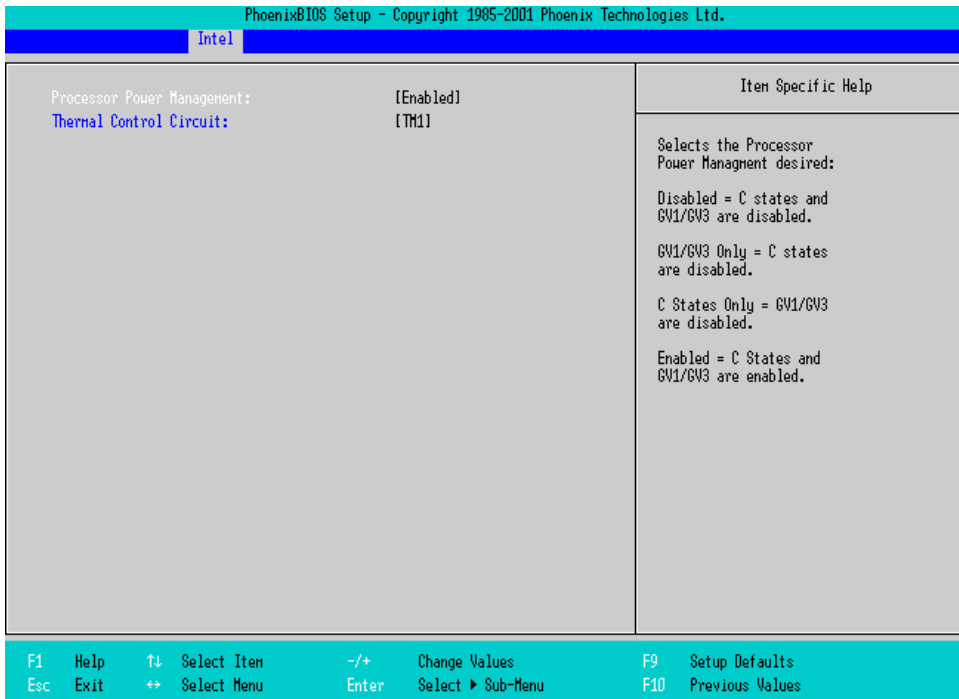 PhoenixBIOS Setup - Copyright 1985-2001 Phoenix Technologies Ltd.
Intel
Processor Power Management: [Enabled]
Thermal Control Circuit: [TM1]
Item Specific Help
Selects the Processor
Power Managment desired:
Disabled = C states and
GV1/GV3 are disabled.
GV1/GV3 Only = C states
are disabled.
C States Only = GV1/GV3
are disabled.
Enabled = C States and
GV1/GV3 are enabled.
F1 Help ↑↓ Select Item -/+ Change Values F9 Setup Defaults
Esc Exit ↔ Select Menu Enter Select ▶ Sub-Menu F10 Previous Values